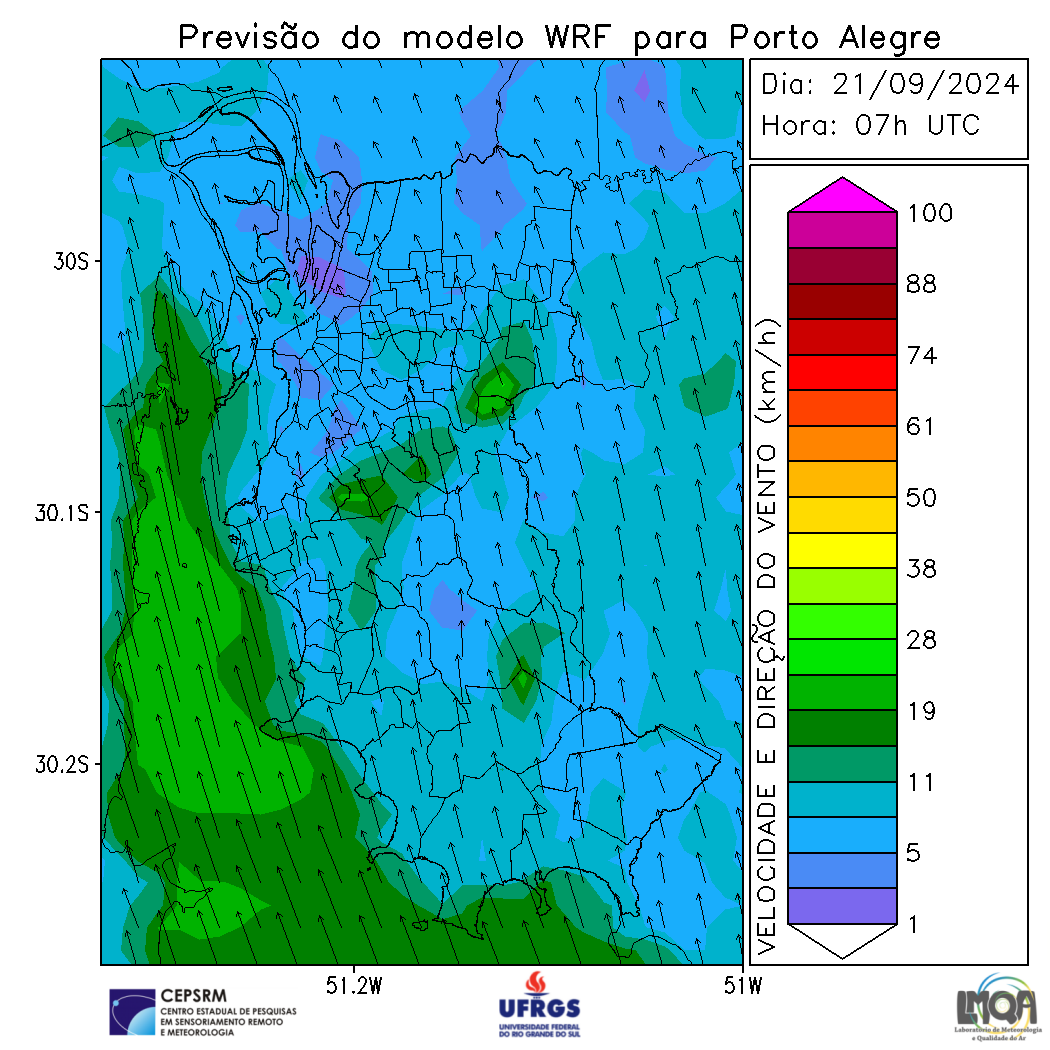 Previsão do modelo WRF para Porto Alegre
Dia: 21/09/2024
Hora: 07h UTC
30S
30.1S
30.2S
51.2W
51W
VELOCIDADE E DIREÇÃO DO VENTO (km/h)
100
88
74
61
50
38
28
19
11
5
1
CEPSRM
CENTRO ESTADUAL DE PESQUISAS
EM SENSORIAMENTO REMOTO
E METEOROLOGIA
UFRGS
UNIVERSIDADE FEDERAL
DO RIO GRANDE DO SUL
LMQA
Laboratório de Meteorologia
e Qualidade do Ar